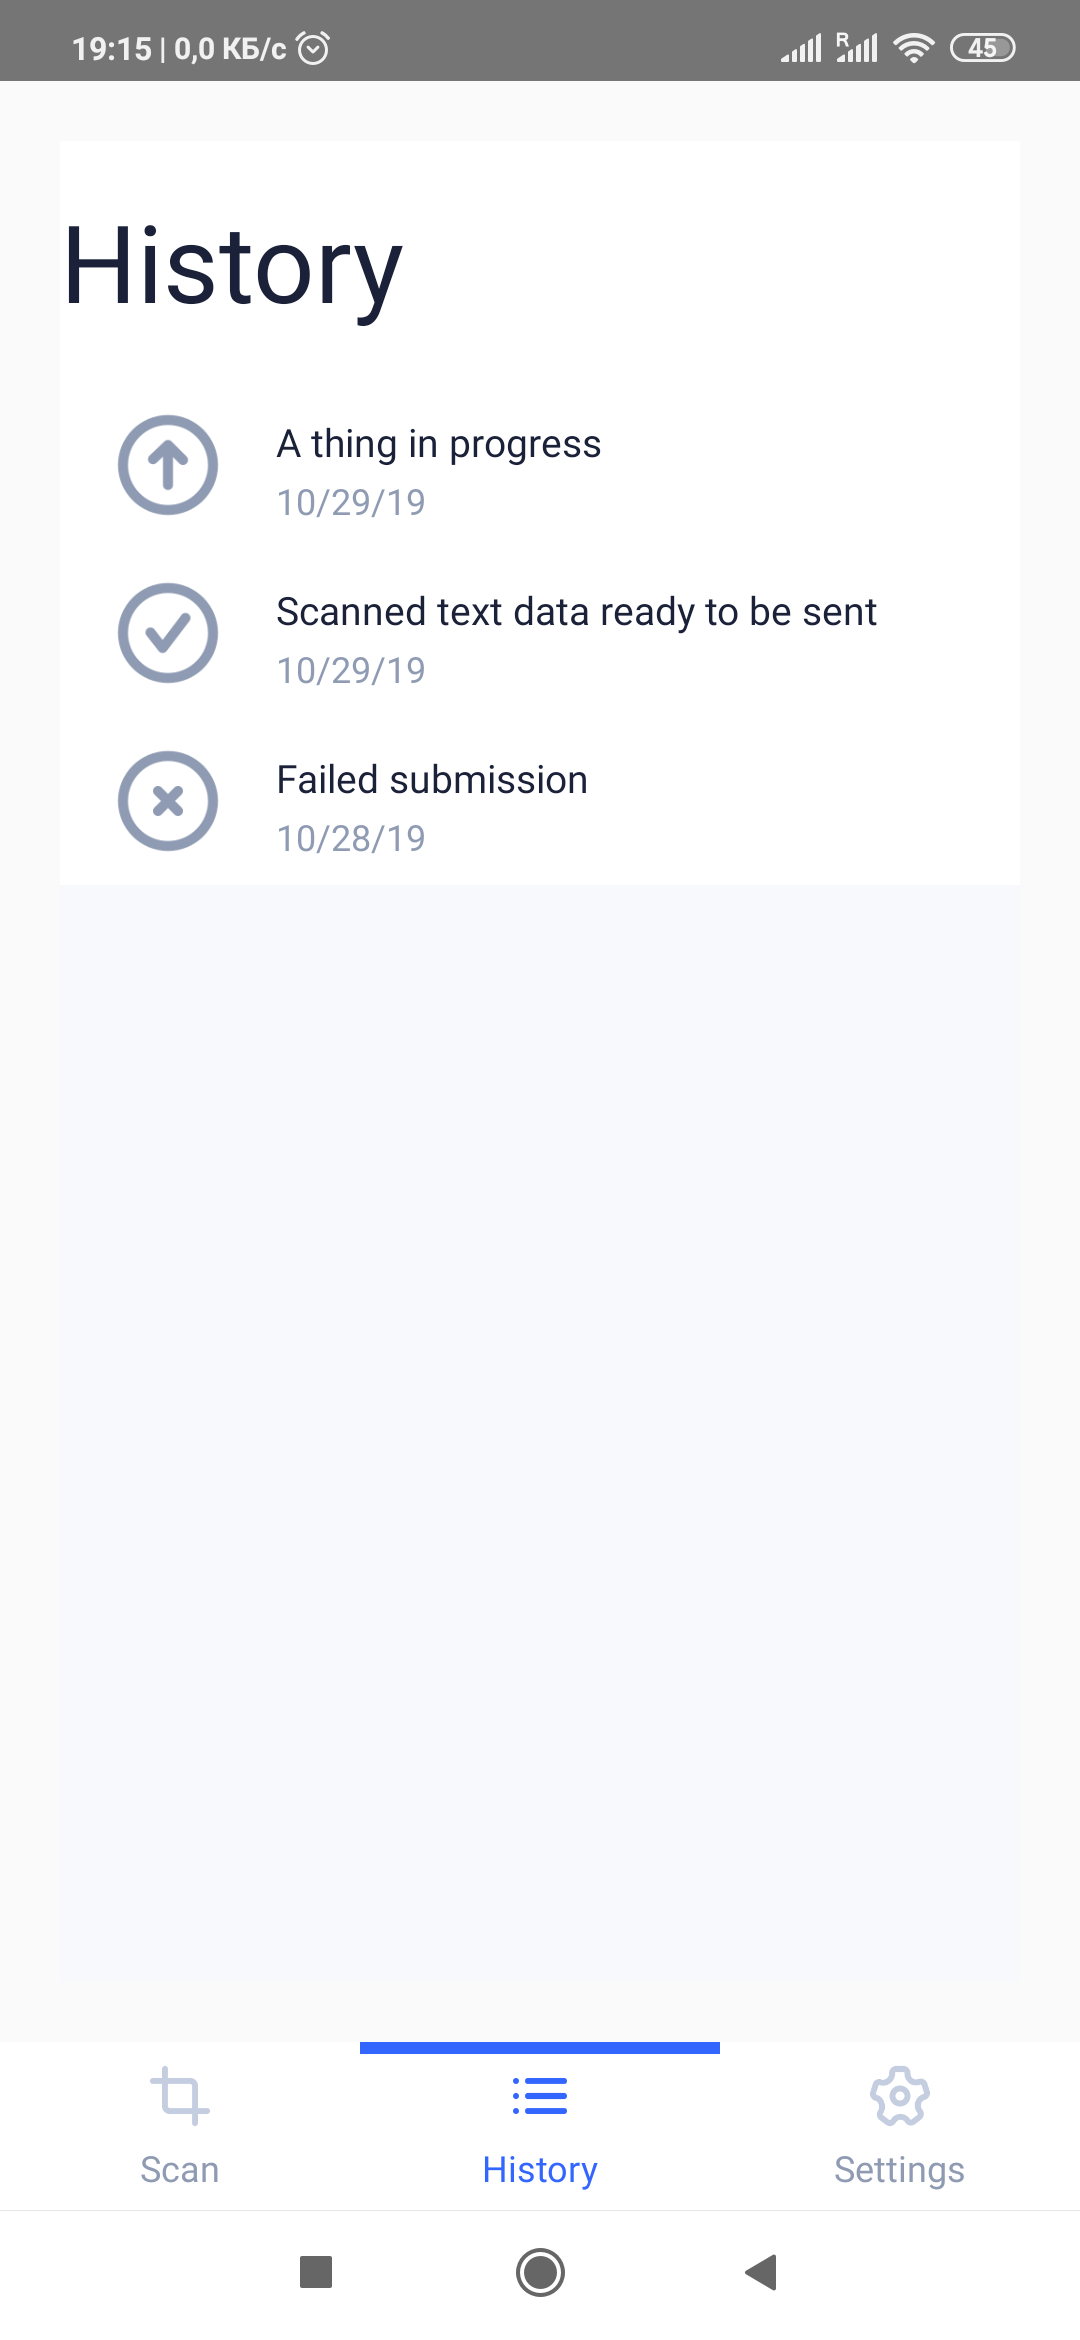 19:15 | 0,0 КБ/с
R
45
History
A thing in progress
10/29/19
Scanned text data ready to be sent
10/29/19
Failed submission
10/28/19
Scan
History
Settings